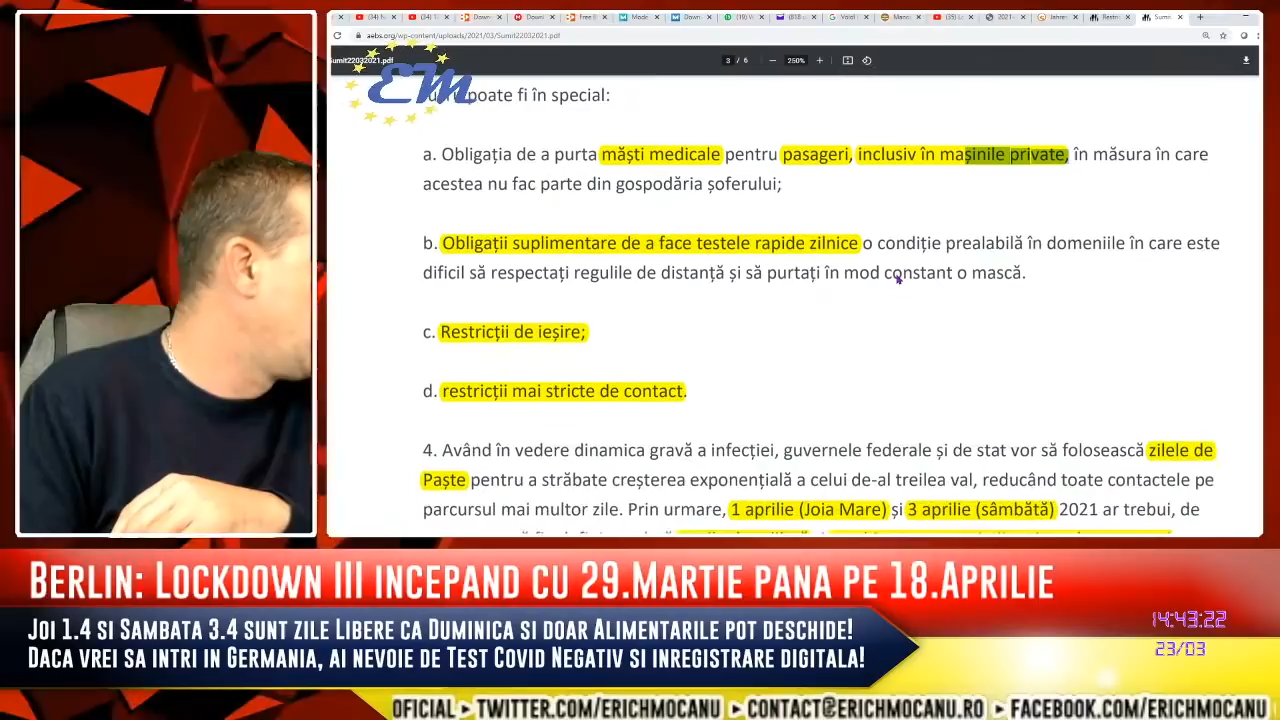 aebs.org/wp-content/uploads/2021/03/Sumit22032021.pdf
Sumit22032021.pdf
3 / 6
250%
EM
poate fi în special:
a. Obligația de a purta măști medicale pentru pasageri, inclusiv în mașinile private, în măsura în care
acestea nu fac parte din gospodăria șoferului;
b. Obligații suplimentare de a face testele rapide zilnice o condiție prealabilă în domeniile în care este
dificil să respectați regulile de distanță și să purtați în mod constant o mască.
c. Restricții de ieșire;
d. restricții mai stricte de contact.
4. Având în vedere dinamica gravă a infecției, guvernele federale și de stat vor să folosească zilele de
Paște pentru a străbate creșterea exponențială a celui de-al treilea val, reducând toate contactele pe
parcursul mai multor zile. Prin urmare, 1 aprilie (Joia Mare) și 3 aprilie (sâmbătă) 2021 ar trebui, de
Berlin: Lockdown III incepand cu 29.Martie pana pe 18.Aprilie
Joi 1.4 si Sambata 3.4 sunt zile Libere ca Duminica si doar Alimentarile pot deschide!
Daca vrei sa intri in Germania, ai nevoie de Test Covid Negativ si inregistrare digitala!
14:43:22
23/03
OFICIAL ▸ TWITTER.COM/ERICHMOCANU ▸ CONTACT@ERICHMOCANU.RO ▸ FACEBOOK.COM/ERICHMOCANU